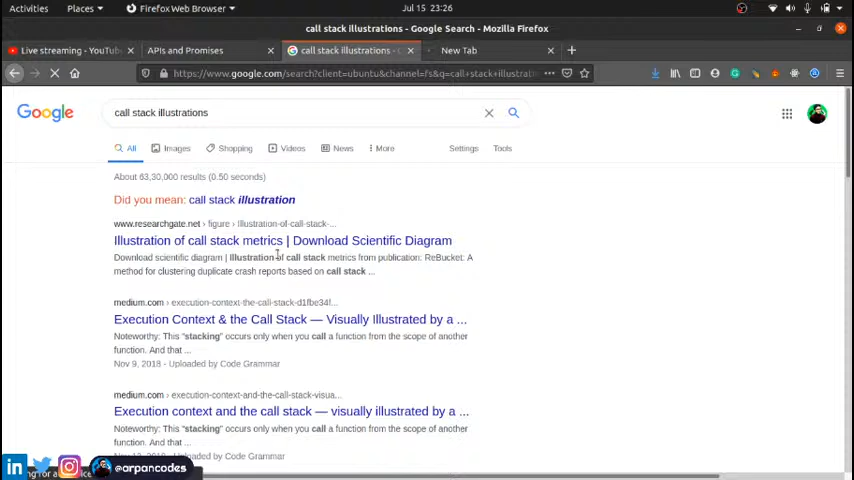 Activities
Places
Firefox Web Browser
Jul 15 23:26
call stack illustrations - Google Search - Mozilla Firefox
Live streaming - YouTub
APIs and Promises
call stack illustrations -
New Tab
https://www.google.com/search?client=ubuntu&channel=fs&q=call+stack+illustrat
Google
call stack illustrations
All
Images
Shopping
Videos
News
More
Settings
Tools
About 63,30,000 results (0.50 seconds)
Did you mean: call stack illustration
www.researchgate.net › figure › Illustration-of-call-stack-...
Illustration of call stack metrics | Download Scientific Diagram
Download scientific diagram | Illustration of call stack metrics from publication: ReBucket: A
method for clustering duplicate crash reports based on call stack ...
medium.com › execution-context-the-call-stack-d1fbe34f...
Execution Context & the Call Stack — Visually Illustrated by a ...
Noteworthy: This "stacking" occurs only when you call a function from the scope of another
function. And that ...
Nov 9, 2018 - Uploaded by Code Grammar
medium.com › execution-context-and-the-call-stack-visua...
Execution context and the call stack — visually illustrated by a ...
Noteworthy: This "stacking" occurs only when you call a function from the scope of another
function. And that ...
2018 - Uploaded by Code Grammar
in
@arpancodes